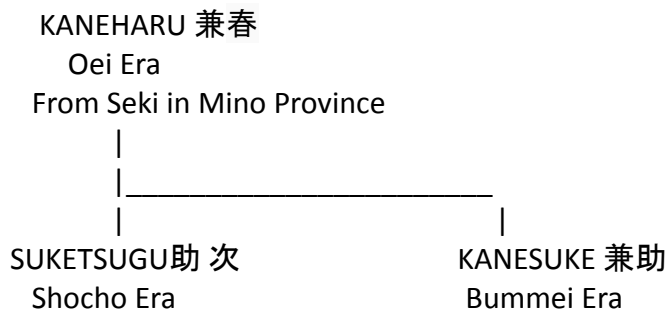 KANEHARU 兼春
Oei Era
From Seki in Mino Province
SUKETSUGU助 次 KANESUKE 兼助
Shocho Era Bummei Era